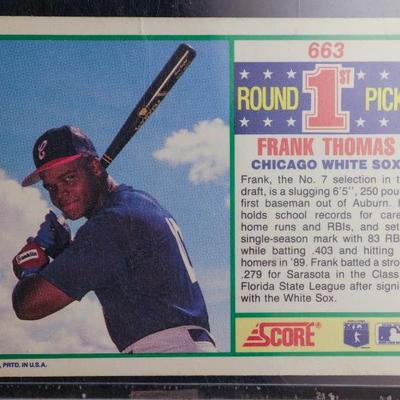 663
ROUND 1ST PICK
FRANK THOMAS
CHICAGO WHITE SOX
Frank, the No. 7 selection in t
draft, is a slugging 6'5", 250 pou
first baseman out of Auburn. H
holds school records for care
home runs and RBIs, and set
single-season mark with 83 RB
while batting .403 and hitting
homers in '89. Frank batted a stro
.279 for Sarasota in the Class
Florida State League after signi
with the White Sox.
SCORE®
, PRTD. IN U.S.A.
Franklin
C